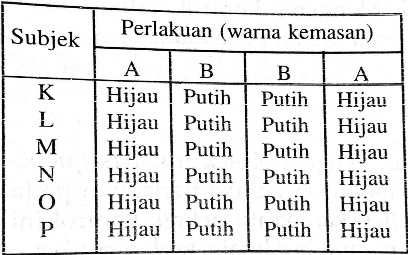 Subjek Perlakuan (warna kemasan)
A B B A
K Hijau Putih Putih Hijau
L Hijau Putih Putih Hijau
M Hijau Putih Putih Hijau
N Hijau Putih Putih Hijau
O Hijau Putih Putih Hijau
P Hijau Putih Putih Hijau